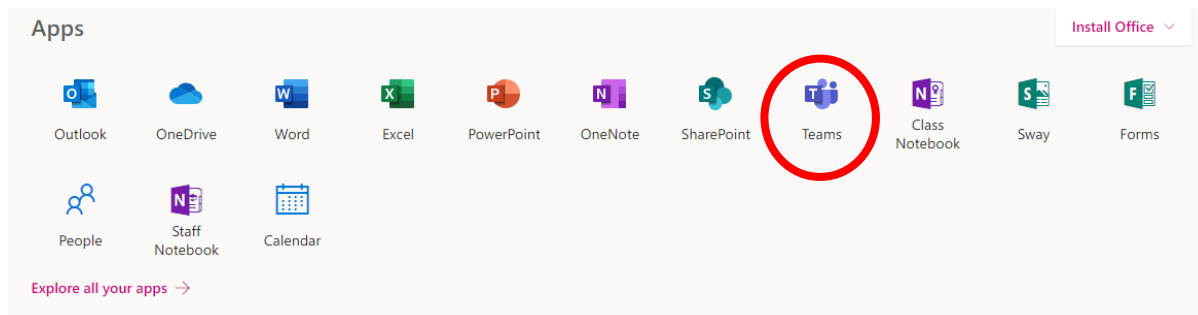 Apps
Install Office
Outlook OneDrive Word Excel PowerPoint OneNote SharePoint Teams Class Notebook Sway Forms
People Staff Notebook Calendar
Explore all your apps →